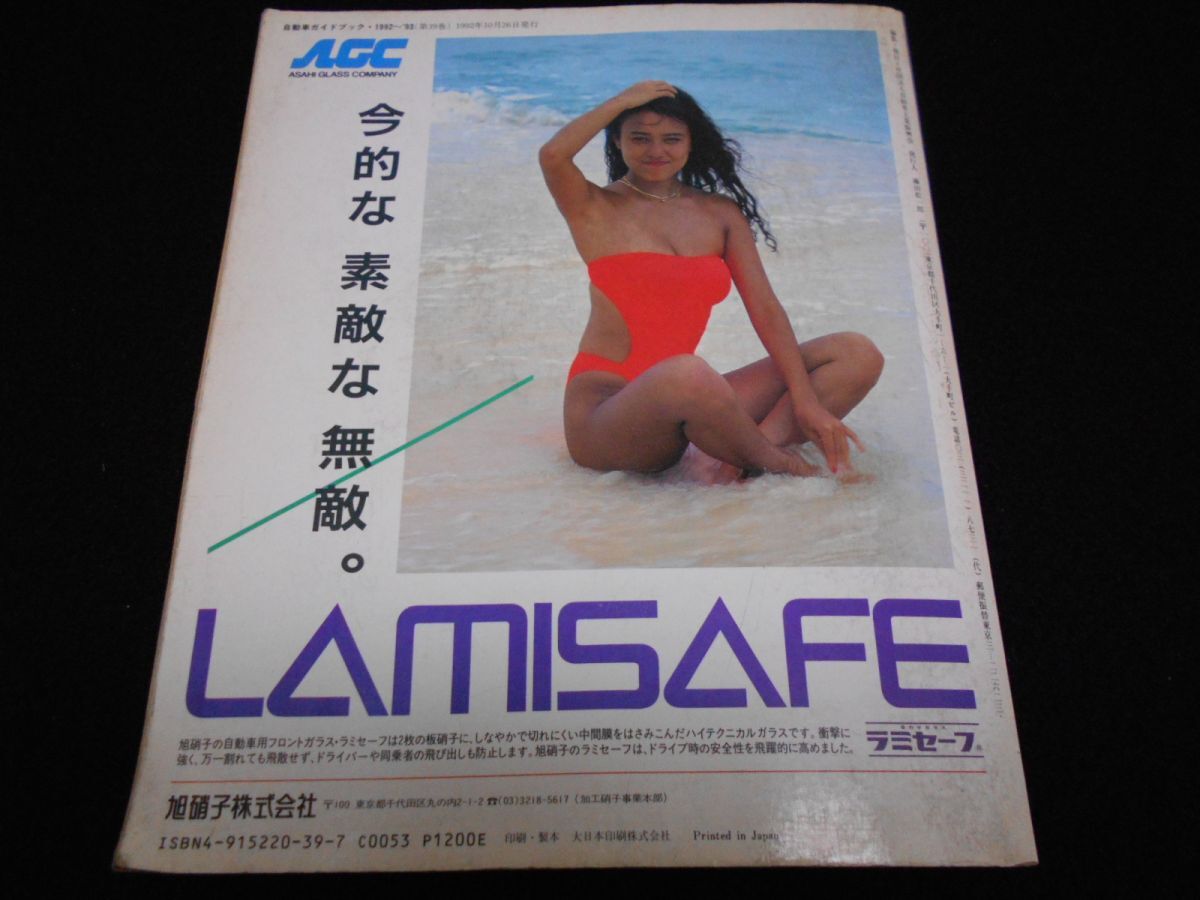 自動車ガイドブック・1992〜'93(第39巻) 1992年10月26日発行
AGC
ASAHI GLASS COMPANY
今的な 素敵な 無敵。
LAMISAFE
旭硝子の自動車用フロントガラス・ラミセーフは2枚の板硝子に、しなやかで切れにくい中間膜をはさみこんだハイテクニカルガラスです。衝撃に
強く、万一割れても飛散せず、ドライバーや同乗者の飛び出しも防止します。旭硝子のラミセーフは、ドライブ時の安全性を飛躍的に高めました。
ラミセーフ
旭硝子株式会社 〒100 東京都千代田区丸の内2-1-2 ☎(03)3218-5617 (加工硝子事業本部)
ISBN4-915220-39-7 C0053 P1200E 印刷・製本 大日本印刷株式会社 Printed in Japan